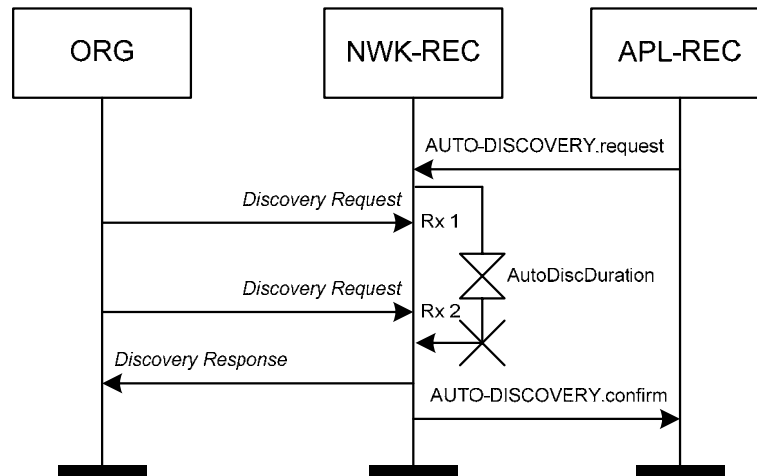 ORG
NWK-REC
APL-REC
AUTO-DISCOVERY.request
Discovery Request
Rx 1
AutoDiscDuration
Discovery Request
Rx 2
Discovery Response
AUTO-DISCOVERY.confirm